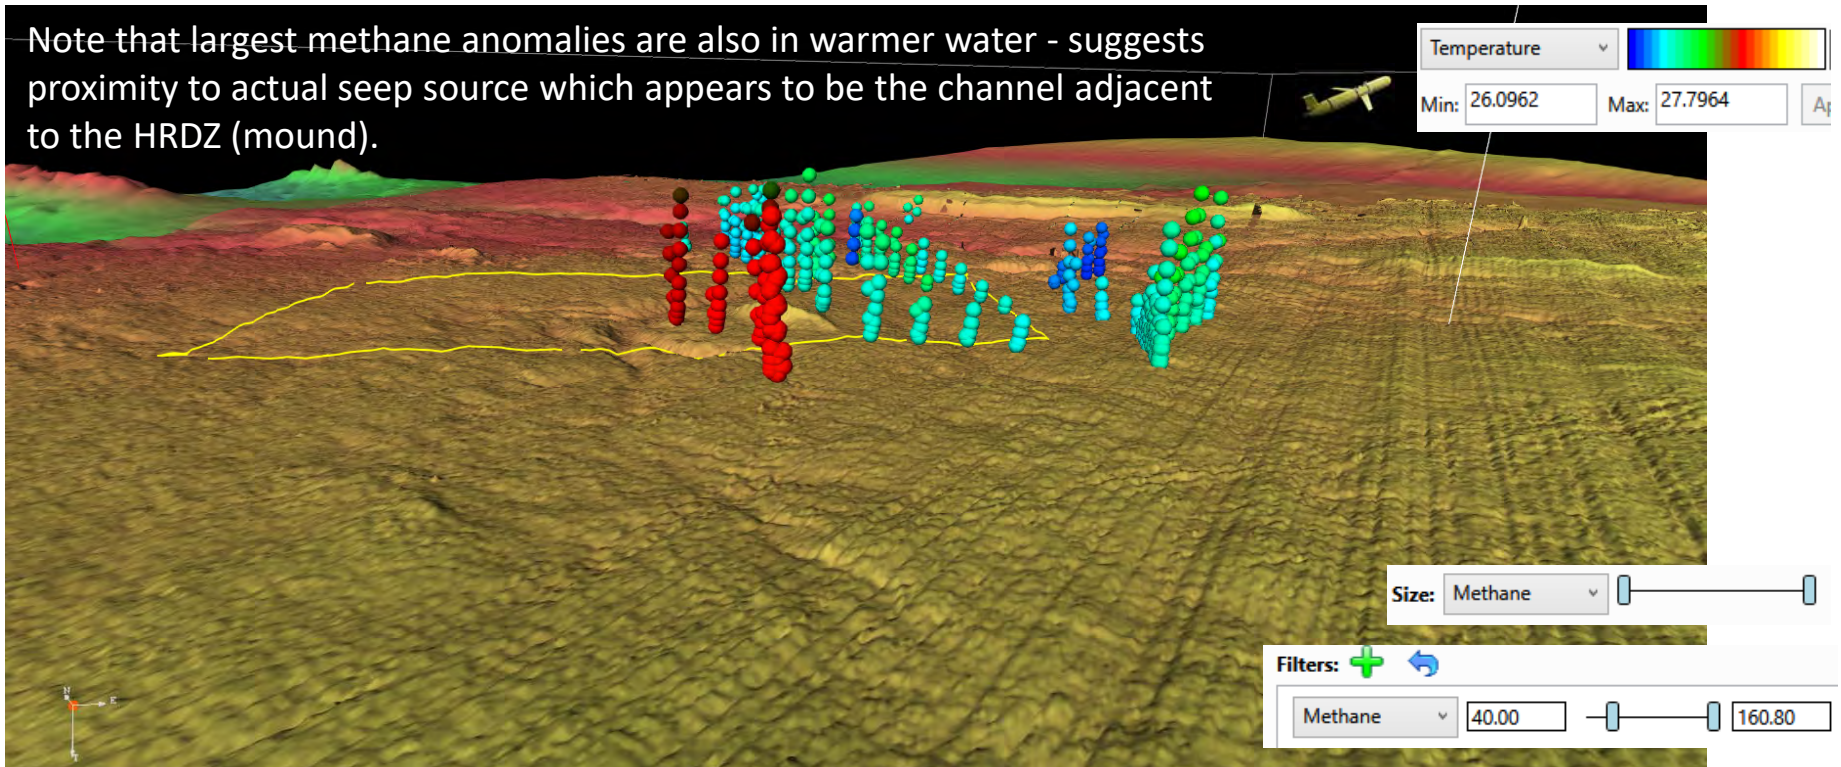 Note that largest methane anomalies are also in warmer water - suggests
proximity to actual seep source which appears to be the channel adjacent
to the HRDZ (mound).
Temperature
Min: 26.0962 Max: 27.7964
Size: Methane
Filters:
Methane 40.00 160.80
N
E